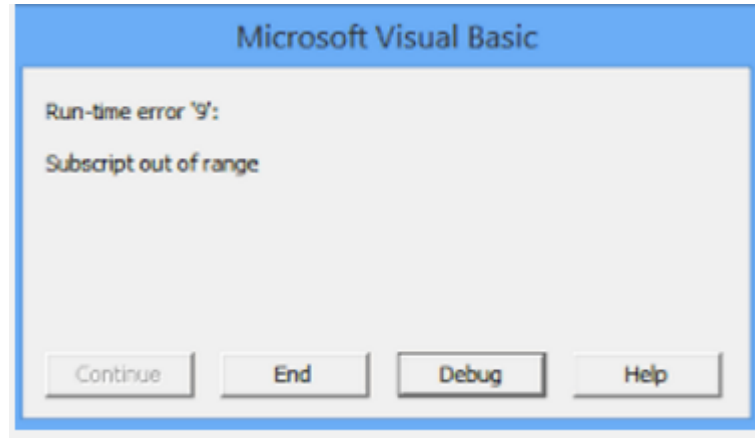 Microsoft Visual Basic
Run-time error '9':
Subscript out of range
Continue End Debug Help